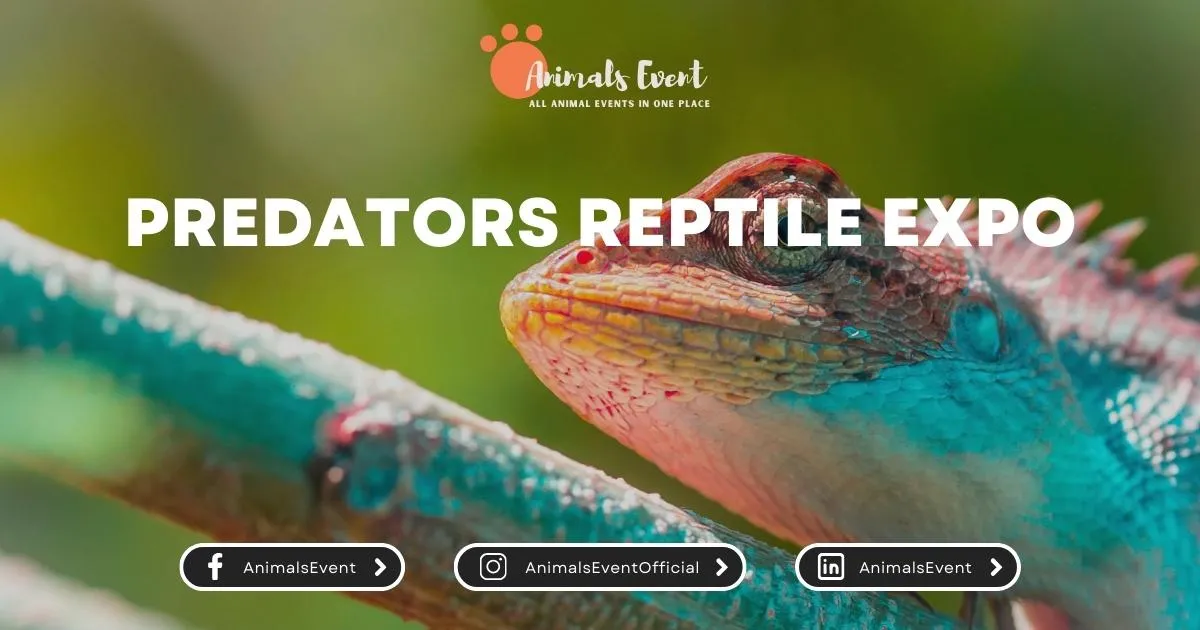 Animals Event
ALL ANIMAL EVENTS IN ONE PLACE
PREDATORS REPTILE EXPO
AnimalsEvent
AnimalsEventOfficial
AnimalsEvent